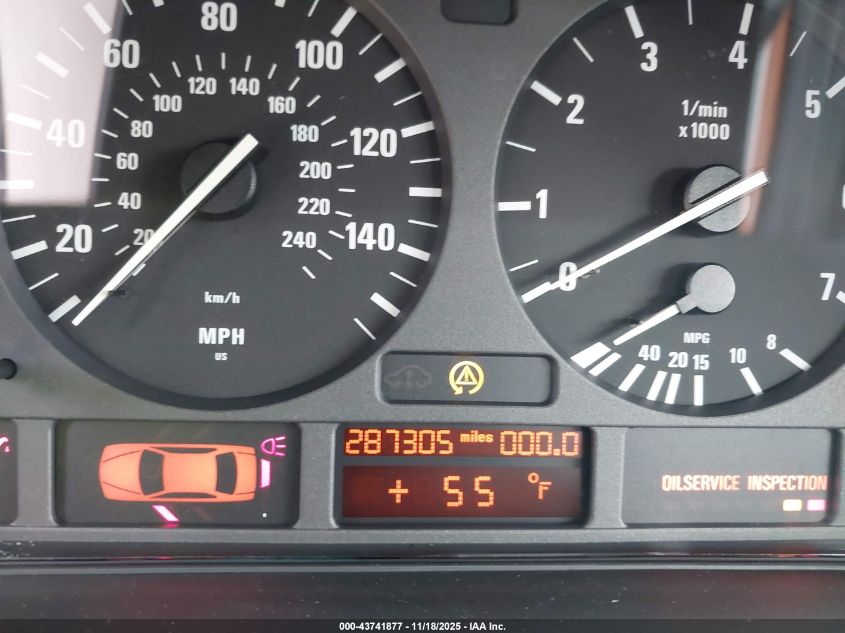 20 40 60 80 100 120 140
20 40 60 80 100 120 140 160 180 200 220 240
km/h
MPH
US
0 1 2 3 4 5 7
1/min
x1000
MPG
40 20 15 10 8
287305 miles 000.0
+ 55 °F
OILSERVICE INSPECTION
000-43741877 - 11/18/2025 - IAA Inc.